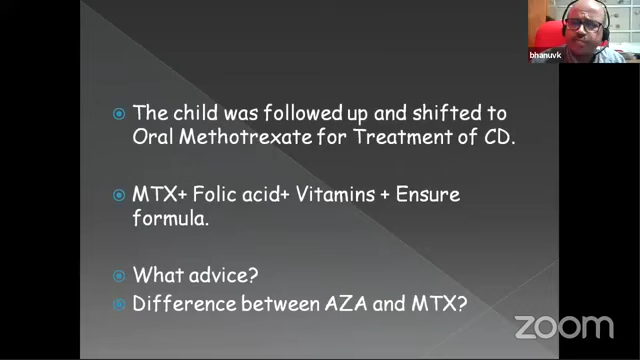 bhanuvk
The child was followed up and shifted to
Oral Methotrexate for Treatment of CD.
MTX+ Folic acid+ Vitamins + Ensure
formula.
What advice?
Difference between AZA and MTX?
zoom